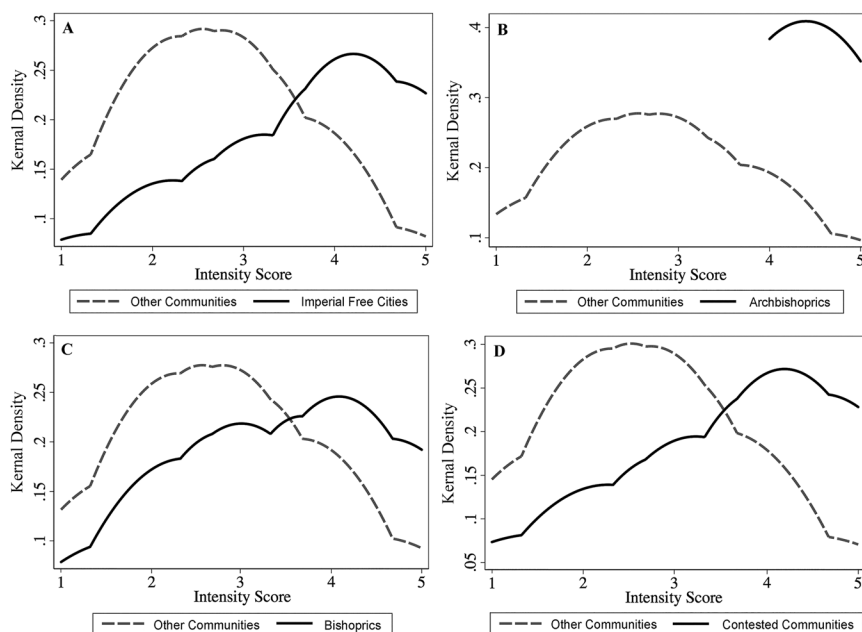 A
Kernal Density
.3
.25
.2
.15
.1
1 2 3 4 5
Intensity Score
Other Communities Imperial Free Cities
B
Kernal Density
.4
.3
.2
.1
1 2 3 4 5
Intensity Score
Other Communities Archbishoprics
C
Kernal Density
.3
.25
.2
.15
.1
1 2 3 4 5
Intensity Score
Other Communities Bishoprics
D
Kernal Density
.3
.25
.2
.15
.1
.05
1 2 3 4 5
Intensity Score
Other Communities Contested Communities